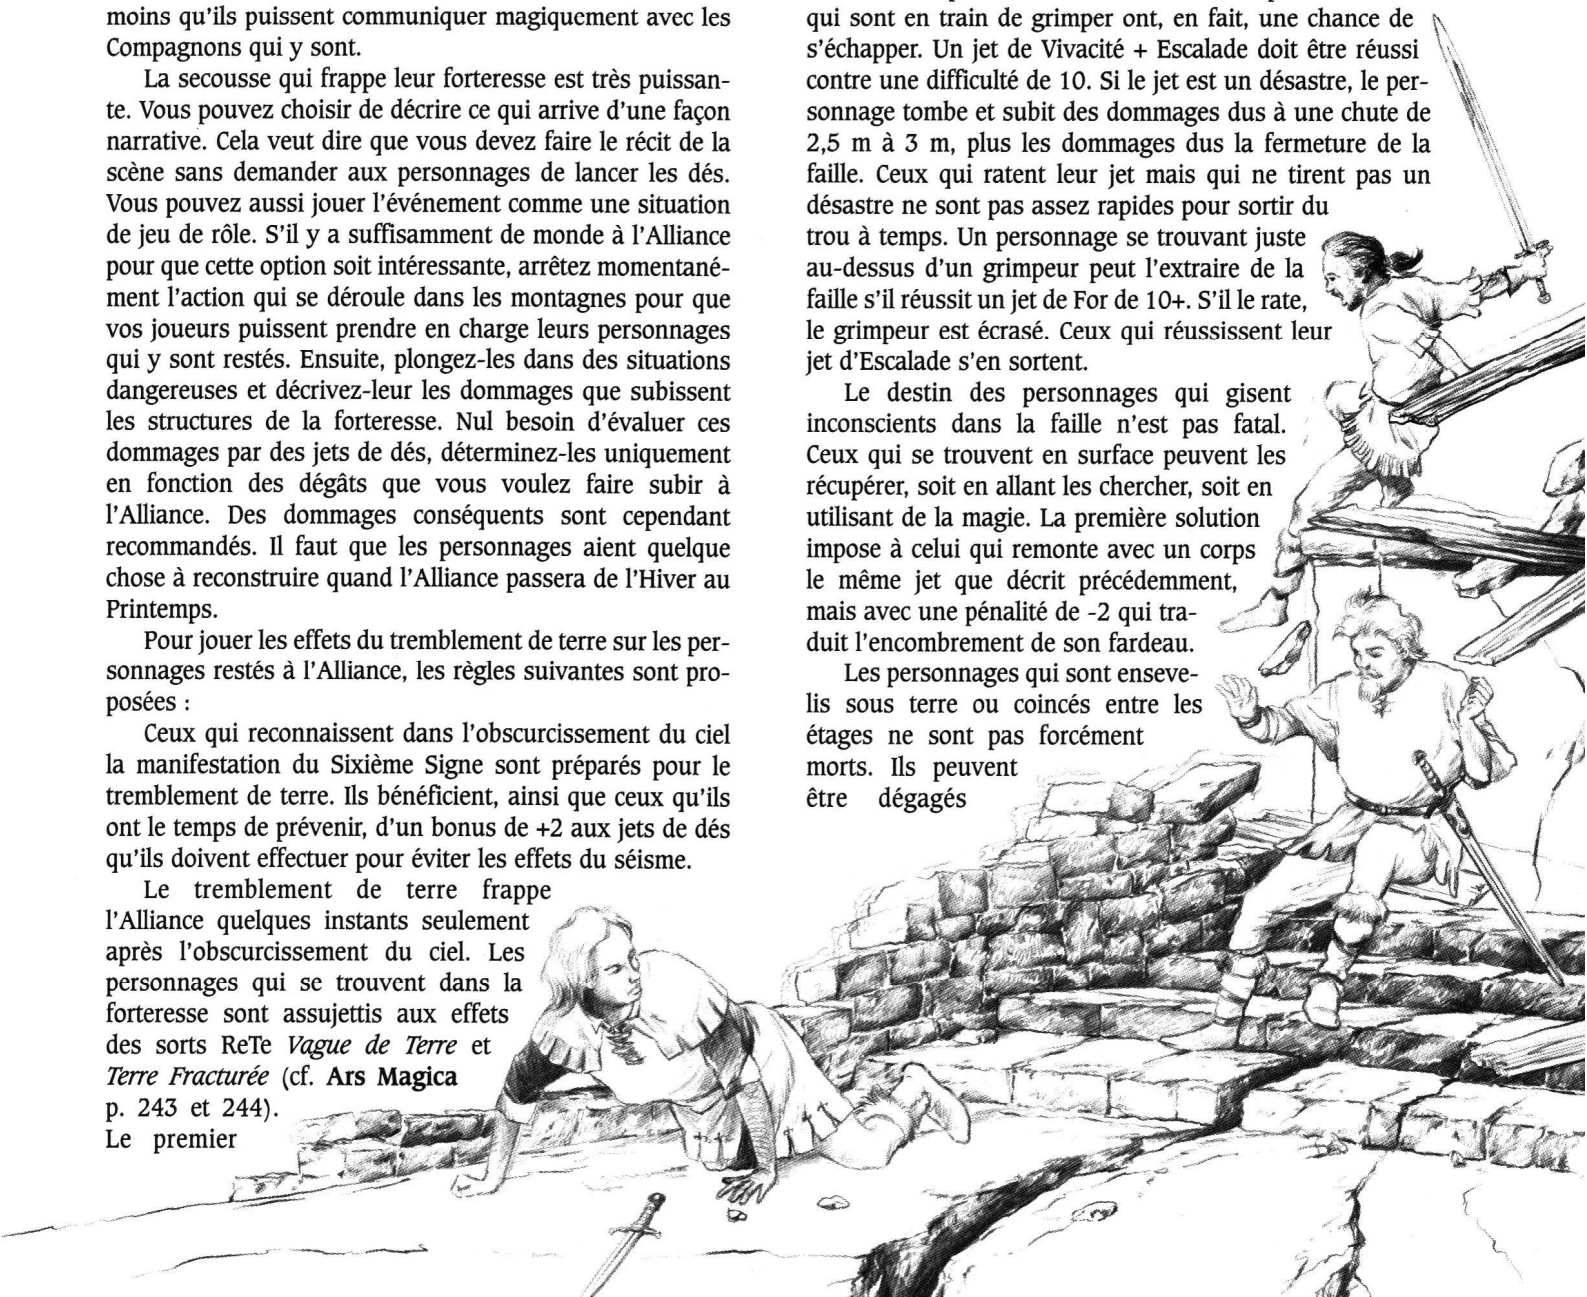 moins qu'ils puissent communiquer magiquement avec les
Compagnons qui y sont.
La secousse qui frappe leur forteresse est très puissan-
te. Vous pouvez choisir de décrire ce qui arrive d'une façon
narrative. Cela veut dire que vous devez faire le récit de la
scène sans demander aux personnages de lancer les dés.
Vous pouvez aussi jouer l'événement comme une situation
de jeu de rôle. S'il y a suffisamment de monde à l'Alliance
pour que cette option soit intéressante, arrêtez momentané-
ment l'action qui se déroule dans les montagnes pour que
vos joueurs puissent prendre en charge leurs personnages
qui y sont restés. Ensuite, plongez-les dans des situations
dangereuses et décrivez-leur les dommages que subissent
les structures de la forteresse. Nul besoin d'évaluer ces
dommages par des jets de dés, déterminez-les uniquement
en fonction des dégâts que vous voulez faire subir à
l'Alliance. Des dommages conséquents sont cependant
recommandés. Il faut que les personnages aient quelque
chose à reconstruire quand l'Alliance passera de l'Hiver au
Printemps.
Pour jouer les effets du tremblement de terre sur les per-
sonnages restés à l'Alliance, les règles suivantes sont pro-
posées :
Ceux qui reconnaissent dans l'obscurcissement du ciel
la manifestation du Sixième Signe sont préparés pour le
tremblement de terre. Ils bénéficient, ainsi que ceux qu'ils
ont le temps de prévenir, d'un bonus de +2 aux jets de dés
qu'ils doivent effectuer pour éviter les effets du séisme.
Le tremblement de terre frappe
l'Alliance quelques instants seulement
après l'obscurcissement du ciel. Les
personnages qui se trouvent dans la
forteresse sont assujettis aux effets
des sorts ReTe Vague de Terre et
Terre Fracturée (cf. Ars Magica
p. 243 et 244).
Le premier
qui sont en train de grimper ont, en fait, une chance de
s'échapper. Un jet de Vivacité + Escalade doit être réussi
contre une difficulté de 10. Si le jet est un désastre, le per-
sonnage tombe et subit des dommages dus à une chute de
2,5 m à 3 m, plus les dommages dus la fermeture de la
faille. Ceux qui ratent leur jet mais qui ne tirent pas un
désastre ne sont pas assez rapides pour sortir du
trou à temps. Un personnage se trouvant juste
au-dessus d'un grimpeur peut l'extraire de la
faille s'il réussit un jet de For de 10+. S'il le rate,
le grimpeur est écrasé. Ceux qui réussissent leur
jet d'Escalade s'en sortent.
Le destin des personnages qui gisent
inconscients dans la faille n'est pas fatal.
Ceux qui se trouvent en surface peuvent les
récupérer, soit en allant les chercher, soit en
utilisant de la magie. La première solution
impose à celui qui remonte avec un corps
le même jet que décrit précédemment,
mais avec une pénalité de -2 qui tra-
duit l'encombrement de son fardeau.
Les personnages qui sont enseve-
lis sous terre ou coincés entre les
étages ne sont pas forcément
morts. Ils peuvent
être dégagés